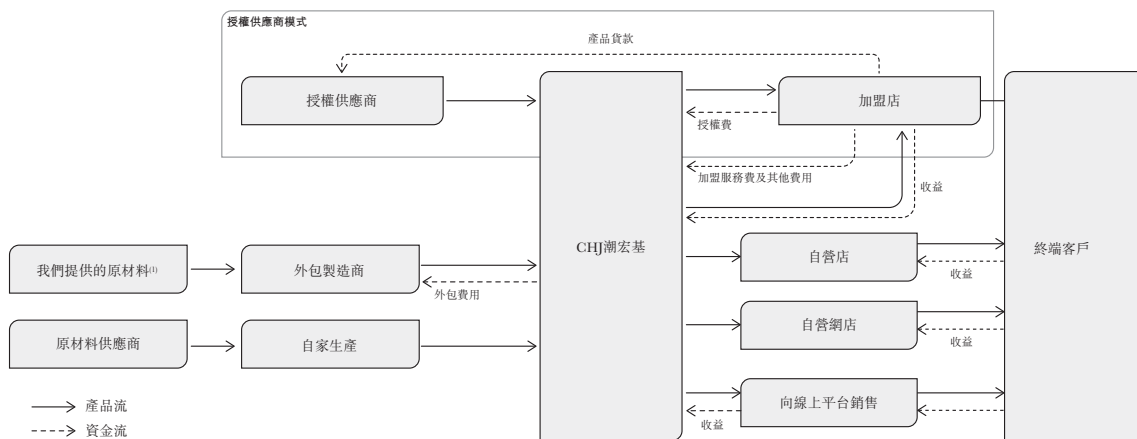 授權供應商模式
產品貨款
授權供應商
加盟店
授權費
加盟服務費及其他費用
收益
CHJ潮宏基
終端客戶
我們提供的原材料(1)
外包製造商
外包費用
自營店
收益
原材料供應商
自家生產
自營網店
收益
向線上平台銷售
收益
產品流
資金流